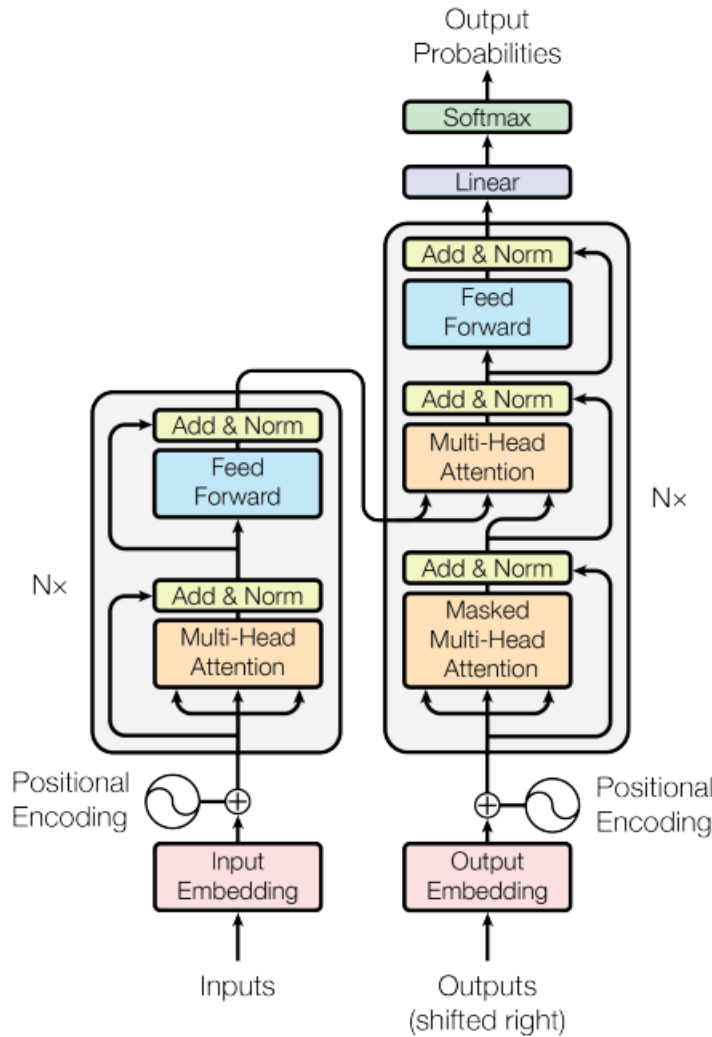 Output
Probabilities
Softmax
Linear
Add & Norm
Feed
Forward
Add & Norm
Multi-Head
Attention
Add & Norm
Masked
Multi-Head
Attention
N×
Add & Norm
Feed
Forward
N×
Add & Norm
Multi-Head
Attention
Positional
Encoding
Positional
Encoding
Input
Embedding
Output
Embedding
Inputs
Outputs
(shifted right)